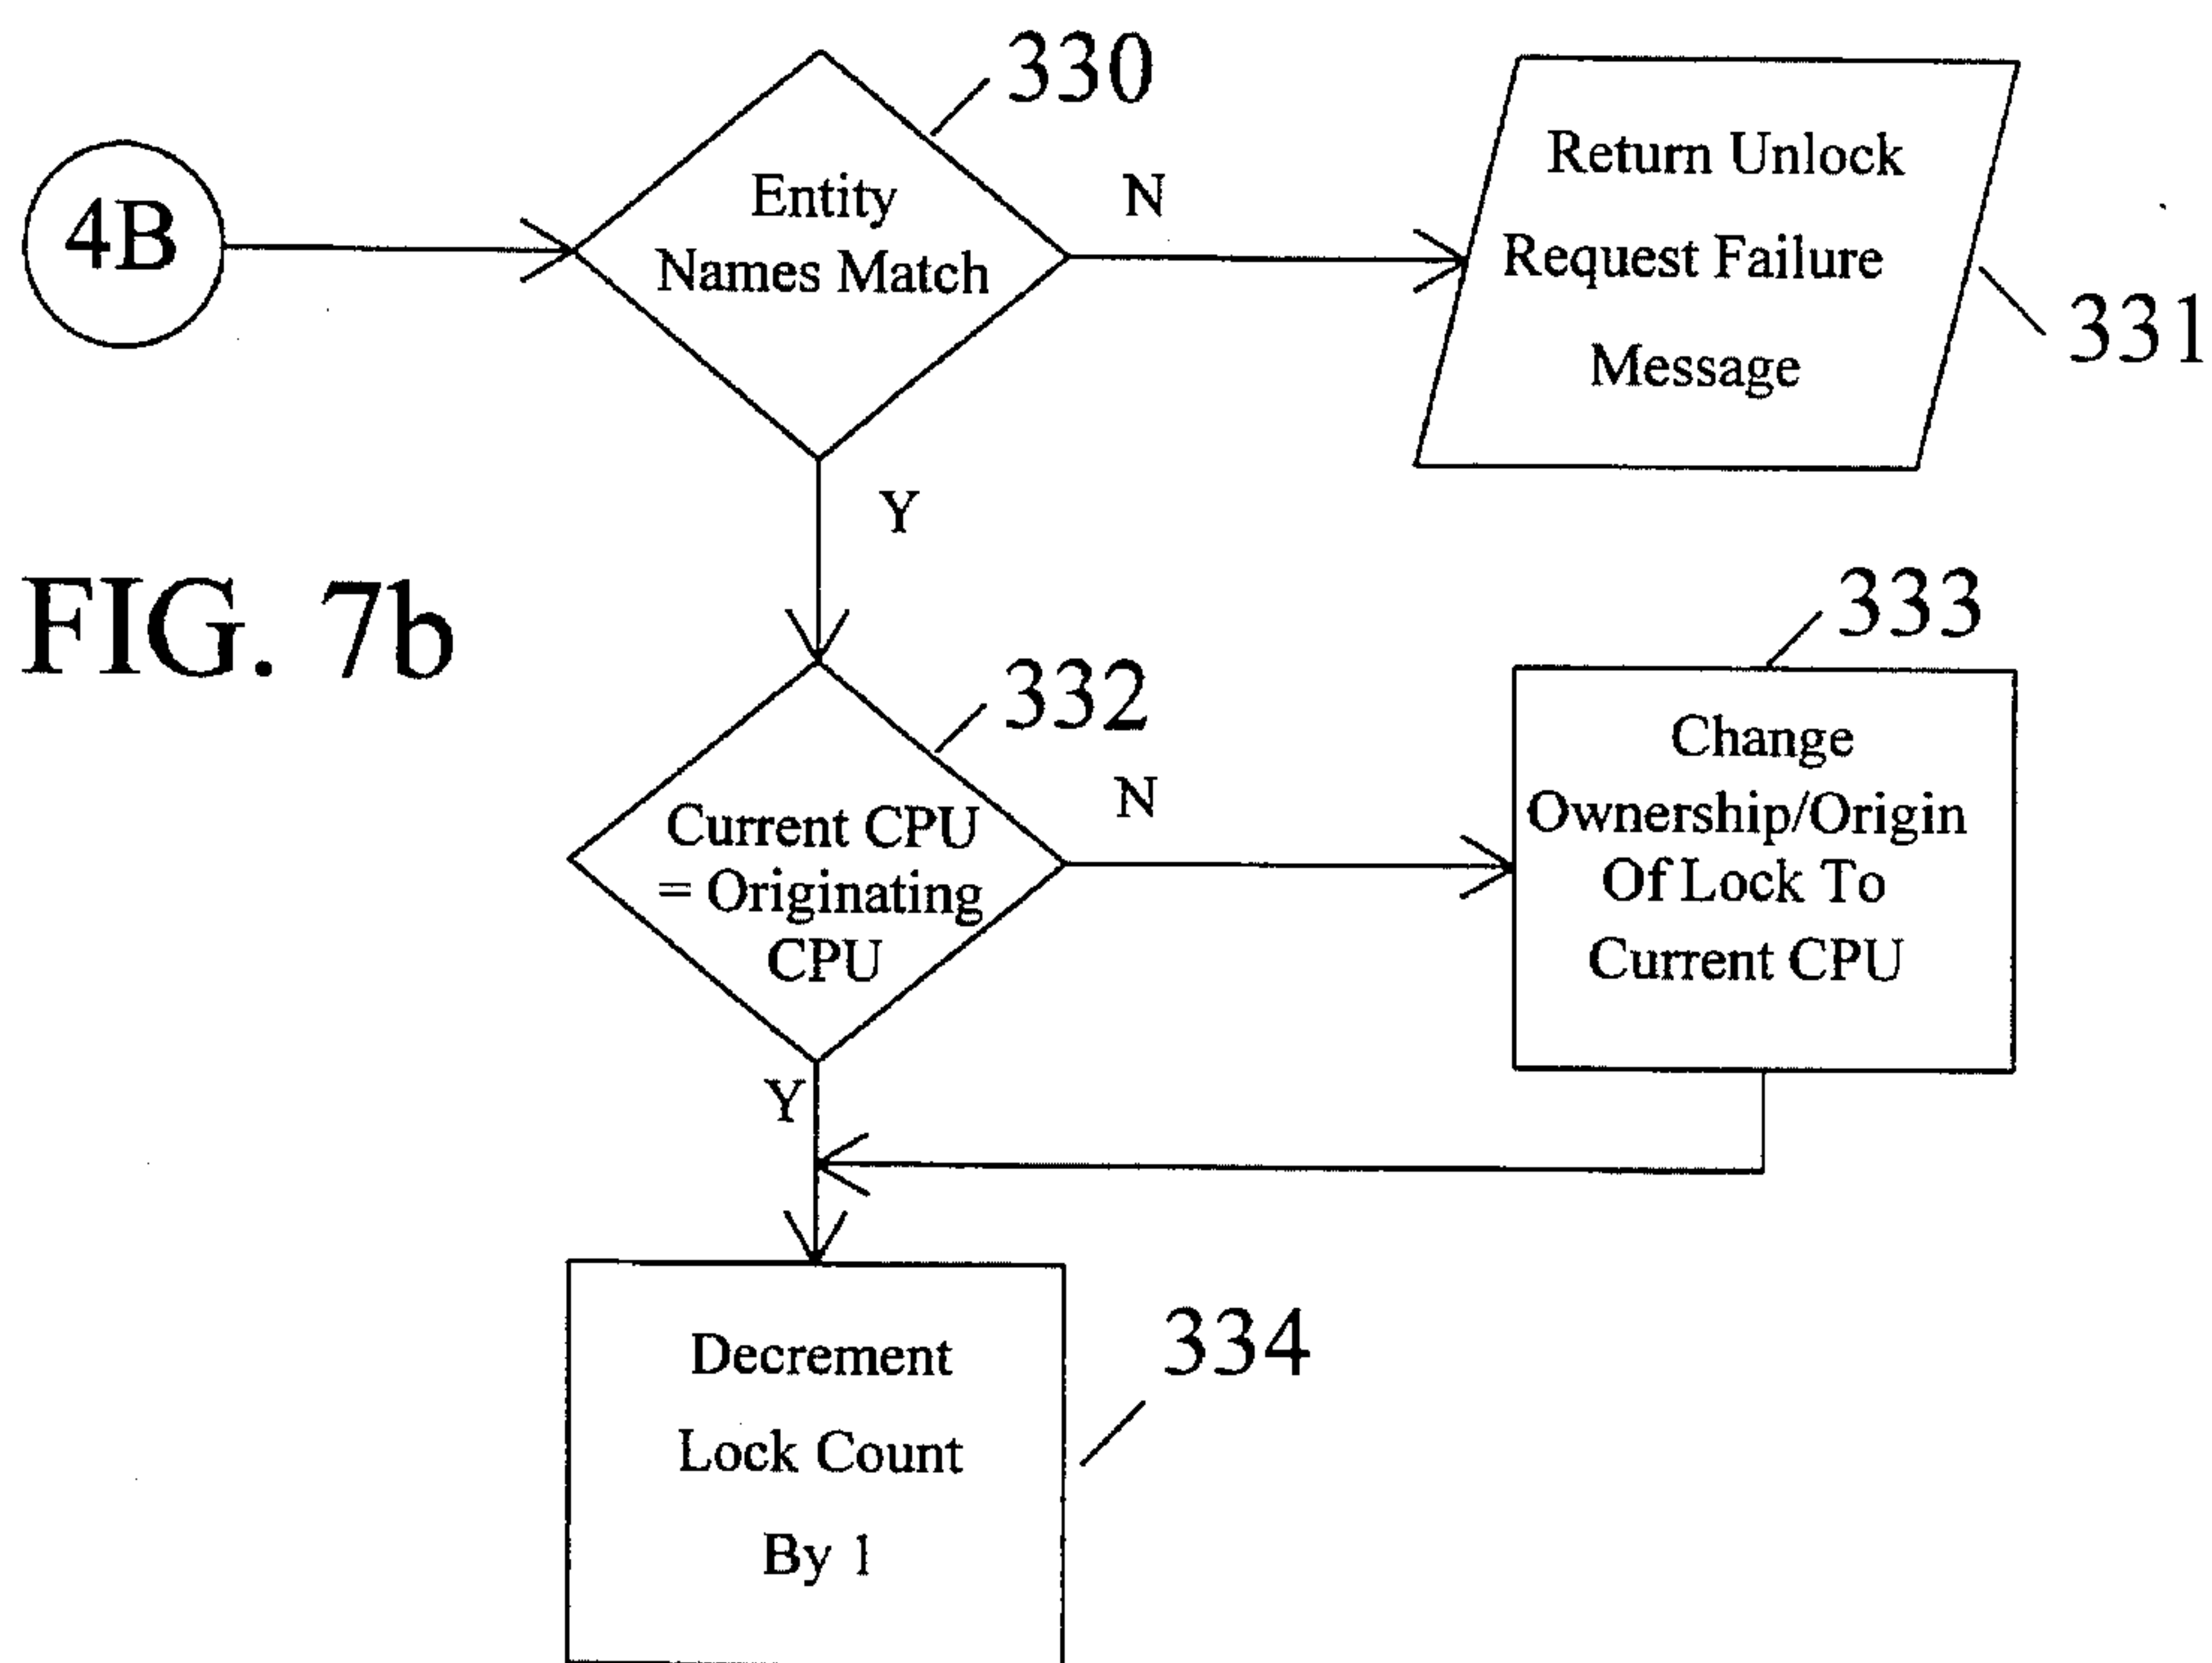 330
4B
Entity
Names Match
N
Return Unlock
Request Failure
Message
331
Y
FIG. 7b
332
Current CPU
= Originating
CPU
N
333
Change
Ownership/Origin
Of Lock To
Current CPU
Y
334
Decrement
Lock Count
By 1